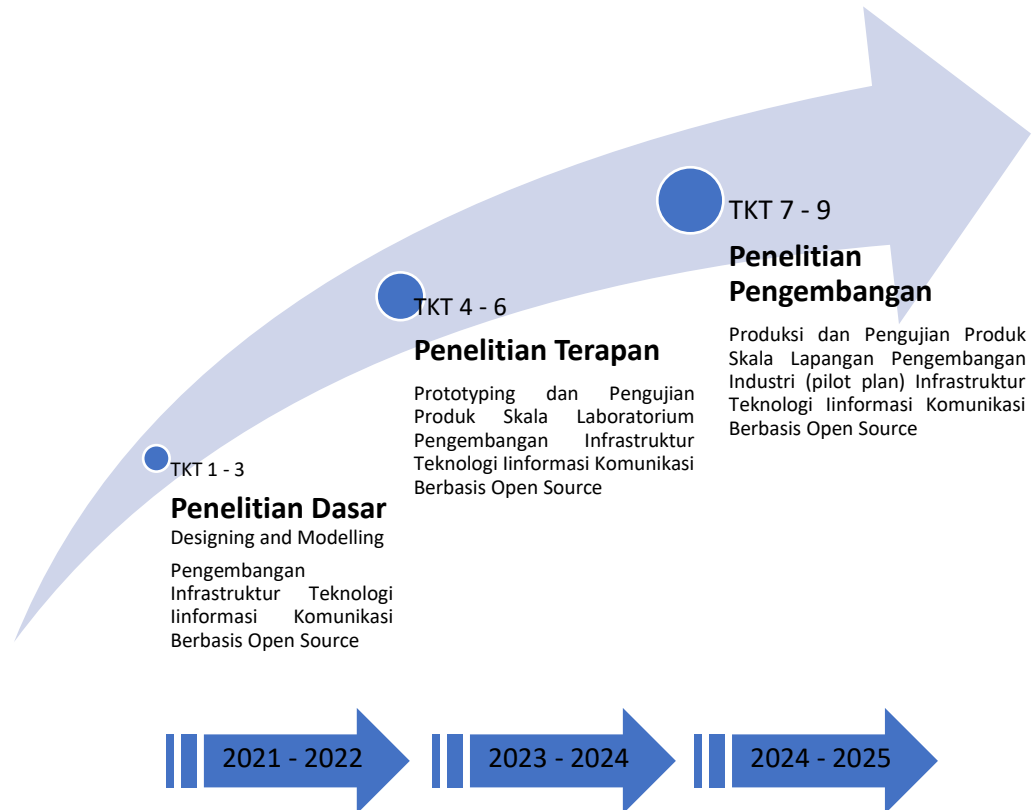 TKT 1 - 3
Penelitian Dasar
Designing and Modelling
Pengembangan
Infrastruktur Teknologi
Iinformasi Komunikasi
Berbasis Open Source
TKT 4 - 6
Penelitian Terapan
Prototyping dan Pengujian
Produk Skala Laboratorium
Pengembangan Infrastruktur
Teknologi Iinformasi Komunikasi
Berbasis Open Source
TKT 7 - 9
Penelitian
Pengembangan
Produksi dan Pengujian Produk
Skala Lapangan Pengembangan
Industri (pilot plan) Infrastruktur
Teknologi Iinformasi Komunikasi
Berbasis Open Source
2021 - 2022
2023 - 2024
2024 - 2025